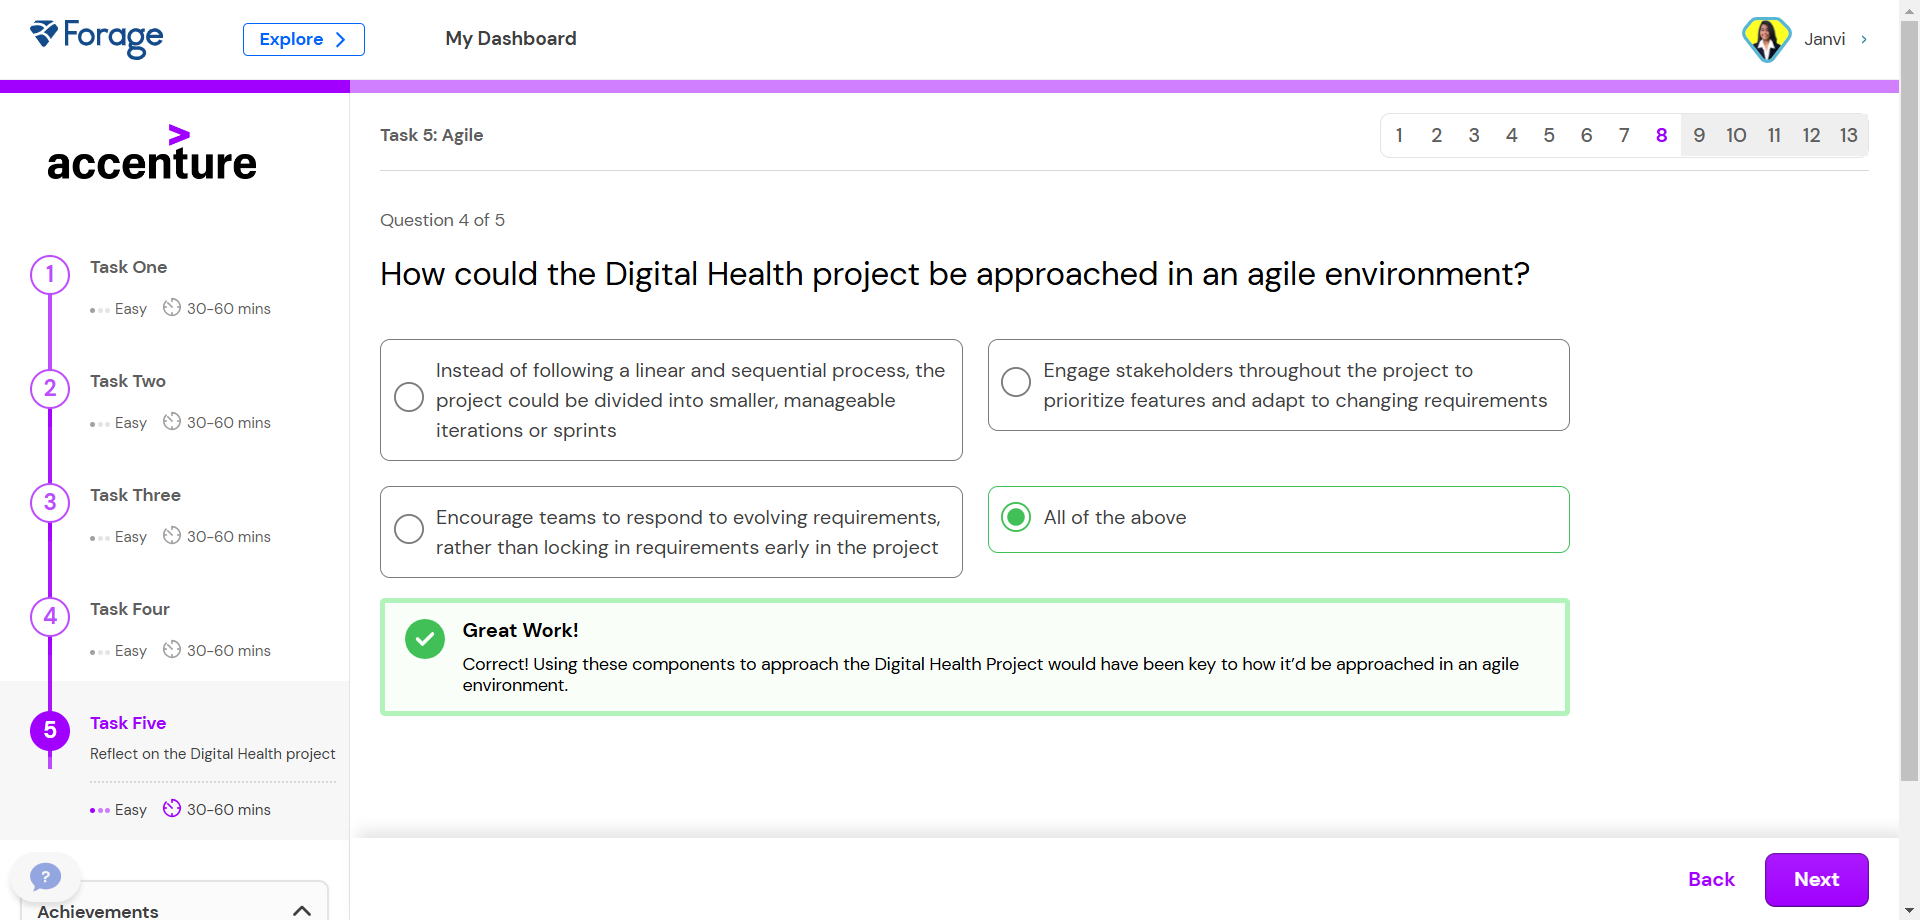 Forage
Explore
My Dashboard
Janvi
accenture
Task 5: Agile
1 2 3 4 5 6 7 8 9 10 11 12 13
Question 4 of 5
How could the Digital Health project be approached in an agile environment?
Instead of following a linear and sequential process, the
project could be divided into smaller, manageable
iterations or sprints
Engage stakeholders throughout the project to
prioritize features and adapt to changing requirements
Encourage teams to respond to evolving requirements,
rather than locking in requirements early in the project
All of the above
Great Work!
Correct! Using these components to approach the Digital Health Project would have been key to how it’d be approached in an agile
environment.
1
Task One
Easy 30-60 mins
2
Task Two
Easy 30-60 mins
3
Task Three
Easy 30-60 mins
4
Task Four
Easy 30-60 mins
5
Task Five
Reflect on the Digital Health project
Easy 30-60 mins
?
Achievements
Back
Next